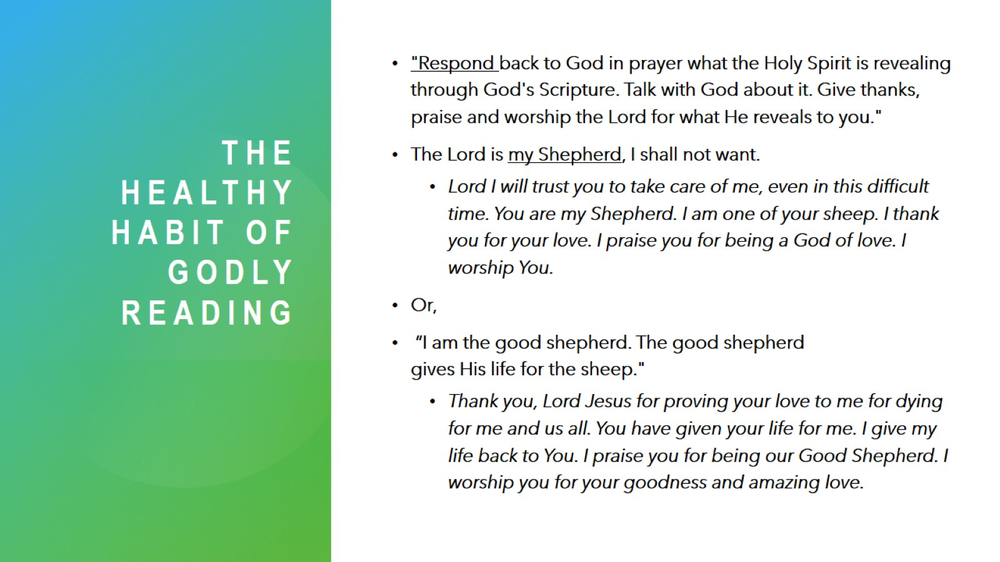 THE
HEALTHY
HABIT OF
GODLY
READING
• "Respond back to God in prayer what the Holy Spirit is revealing
through God's Scripture. Talk with God about it. Give thanks,
praise and worship the Lord for what He reveals to you."
• The Lord is my Shepherd, I shall not want.
• Lord I will trust you to take care of me, even in this difficult
time. You are my Shepherd. I am one of your sheep. I thank
you for your love. I praise you for being a God of love. I
worship You.
• Or,
• "I am the good shepherd. The good shepherd
gives His life for the sheep."
• Thank you, Lord Jesus for proving your love to me for dying
for me and us all. You have given your life for me. I give my
life back to You. I praise you for being our Good Shepherd. I
worship you for your goodness and amazing love.